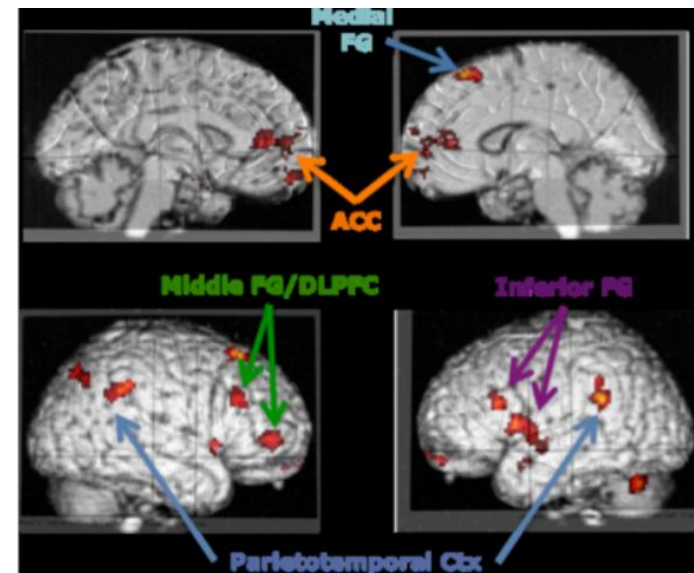 Medial
FG
ACC
Middle FG/DLPFC
Inferior FG
Parietotemporal Ctx